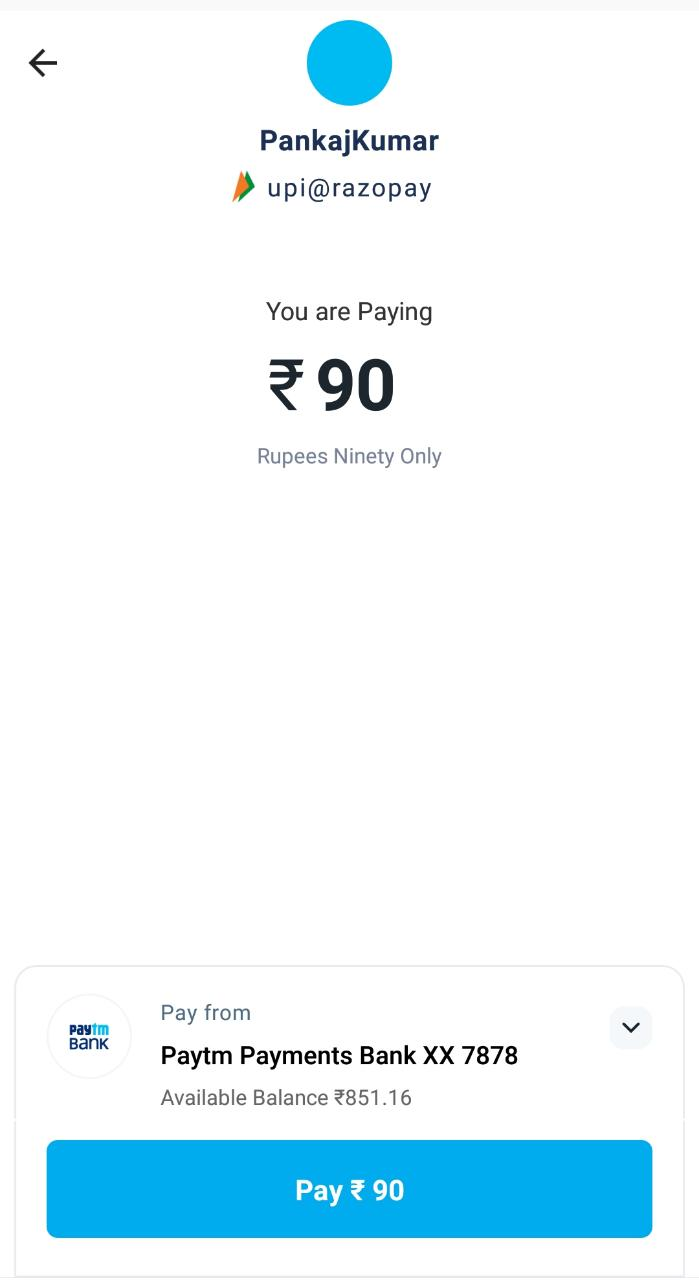 PankajKumar
upi@razopay
You are Paying
₹ 90
Rupees Ninety Only
paytm
BANK
Pay from
Paytm Payments Bank XX 7878
Available Balance ₹851.16
Pay ₹ 90